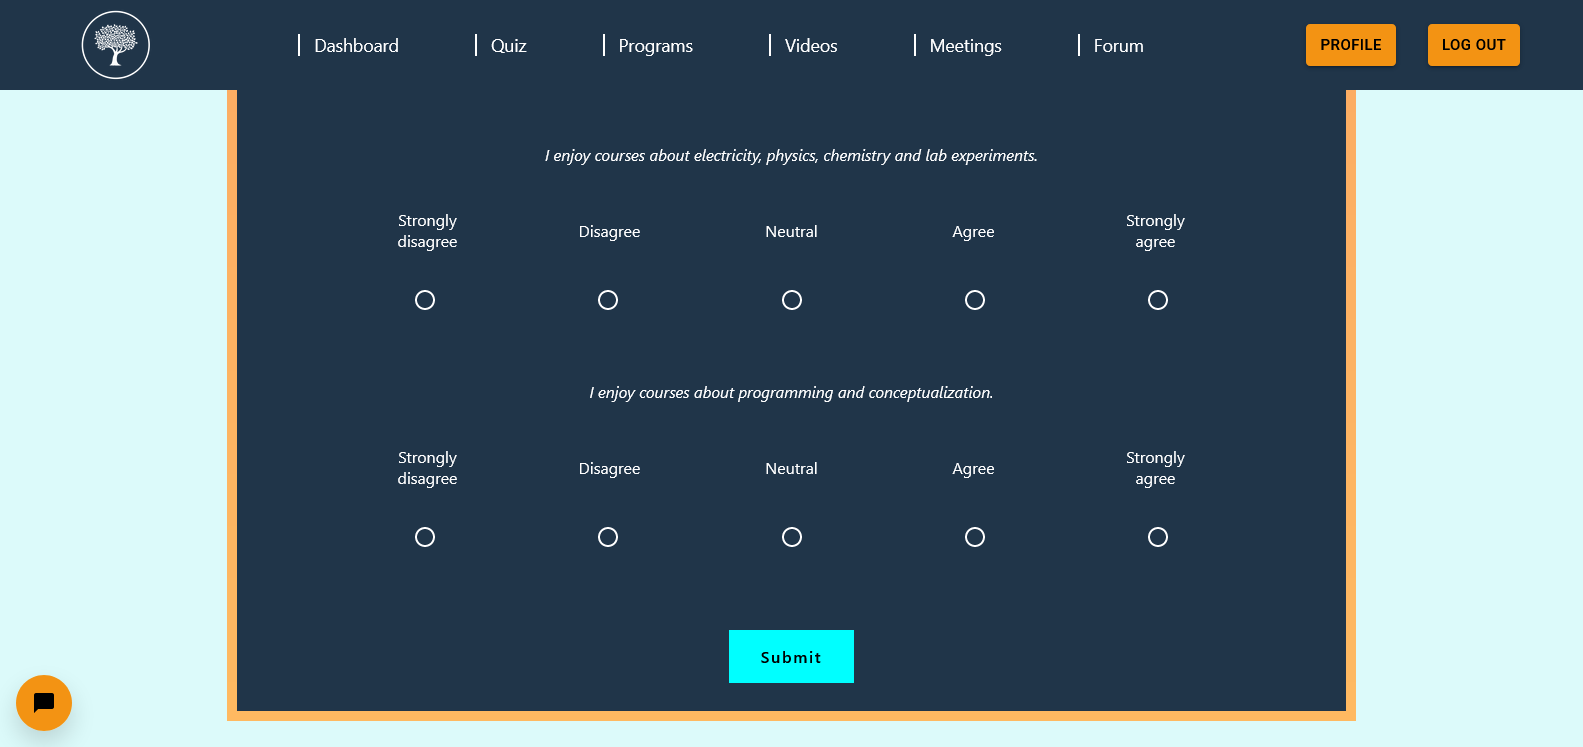 Dashboard Quiz Programs Videos Meetings Forum PROFILE LOG OUT
I enjoy courses about electricity, physics, chemistry and lab experiments.
Strongly disagree Disagree Neutral Agree Strongly agree
I enjoy courses about programming and conceptualization.
Strongly disagree Disagree Neutral Agree Strongly agree
Submit